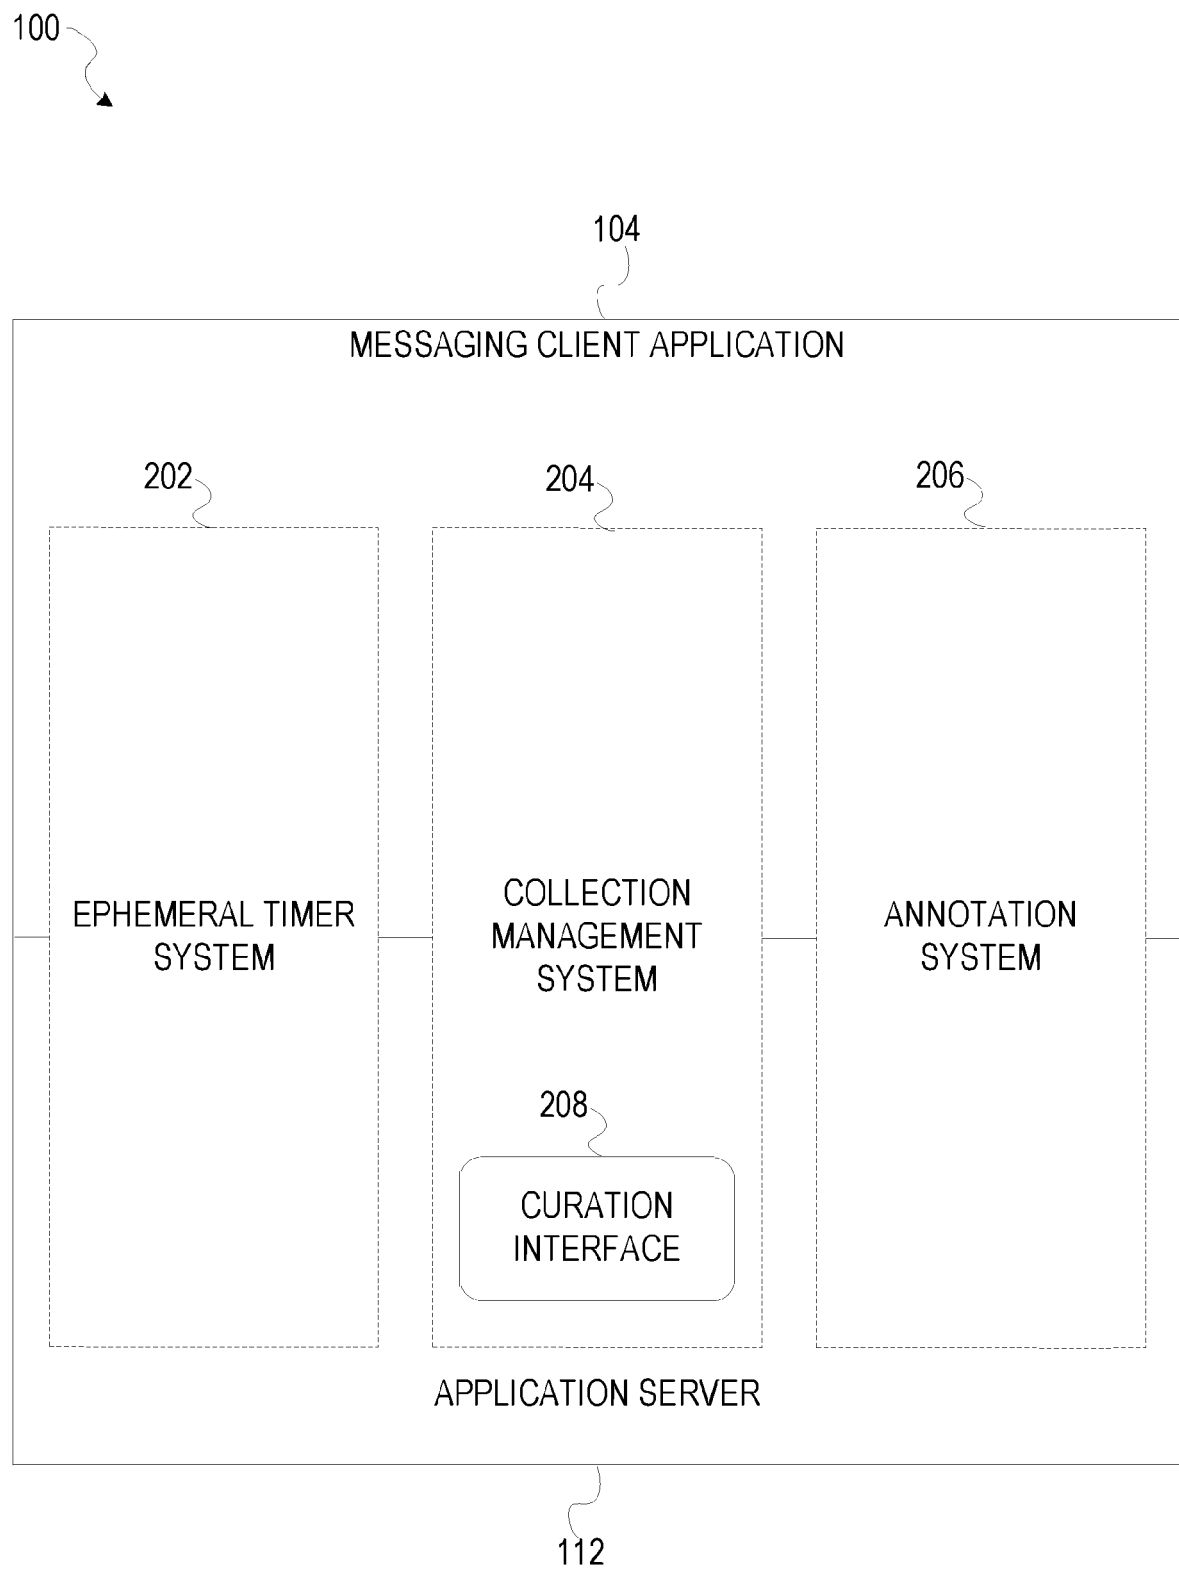 100
104
MESSAGING CLIENT APPLICATION
202
204
206
EPHEMERAL TIMER
SYSTEM
COLLECTION
MANAGEMENT
SYSTEM
ANNOTATION
SYSTEM
208
CURATION
INTERFACE
APPLICATION SERVER
112